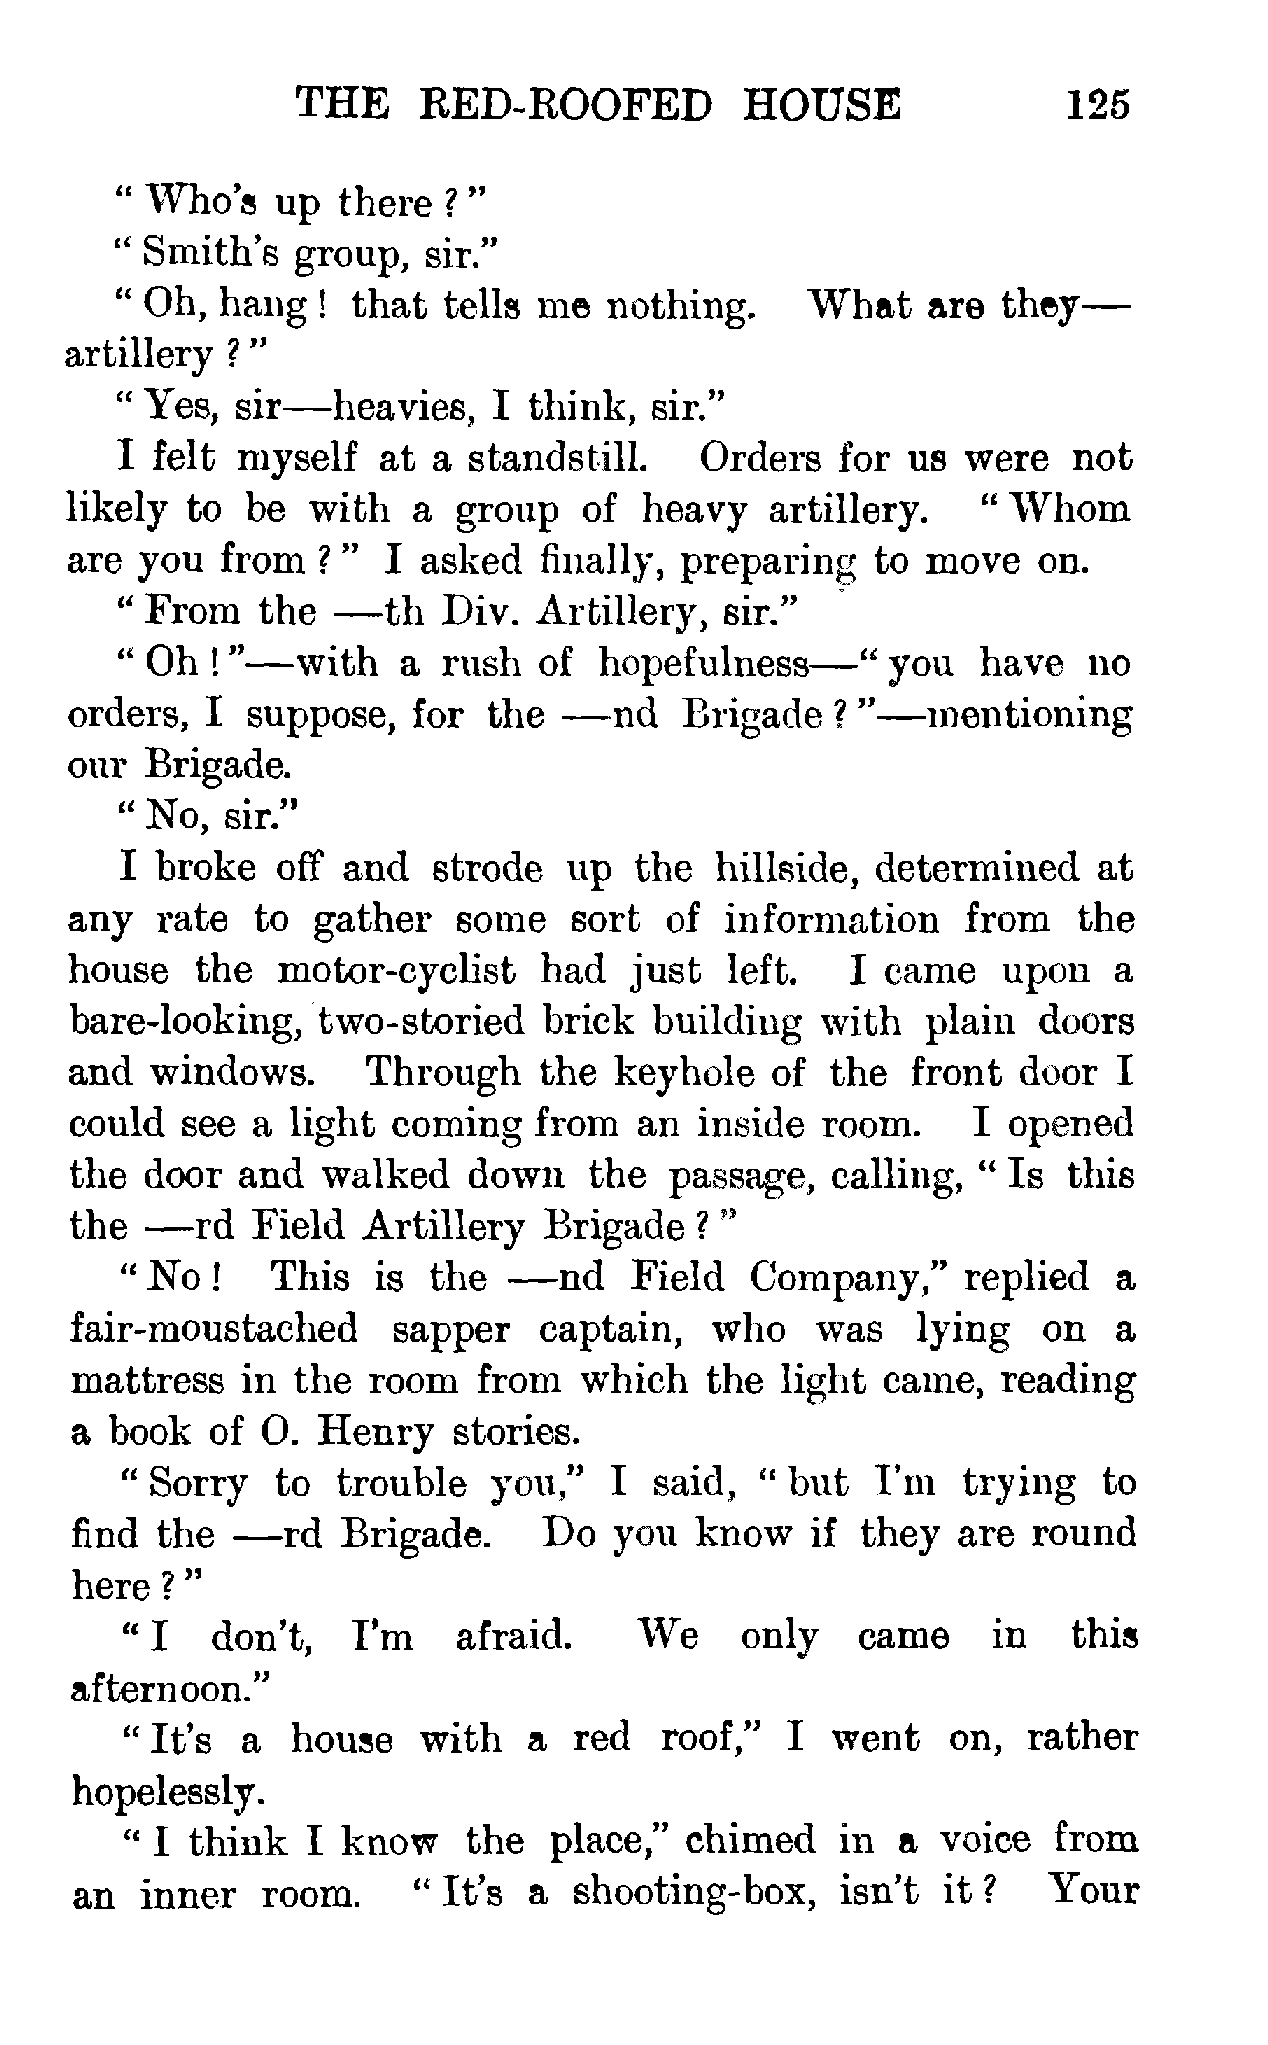 THE RED-ROOFED HOUSE 125
“ Who’s up there ? ”
“ Smith’s group, sir.”
“ Oh, hang ! that tells me nothing. What are they—
artillery ? ”
“ Yes, sir—heavies, I think, sir.”
I felt myself at a standstill. Orders for us were not
likely to be with a group of heavy artillery. “ Whom
are you from ? ” I asked finally, preparing to move on.
“ From the —th Div. Artillery, sir.”
“ Oh ! ”—with a rush of hopefulness—“ you have no
orders, I suppose, for the —nd Brigade ? ”—mentioning
our Brigade.
“ No, sir.”
I broke off and strode up the hillside, determined at
any rate to gather some sort of information from the
house the motor-cyclist had just left. I came upon a
bare-looking, two-storied brick building with plain doors
and windows. Through the keyhole of the front door I
could see a light coming from an inside room. I opened
the door and walked down the passage, calling, “ Is this
the —rd Field Artillery Brigade ? ”
“ No ! This is the —nd Field Company,” replied a
fair-moustached sapper captain, who was lying on a
mattress in the room from which the light came, reading
a book of O. Henry stories.
“ Sorry to trouble you,” I said, “ but I’m trying to
find the —rd Brigade. Do you know if they are round
here ? ”
“ I don’t, I’m afraid. We only came in this
afternoon.”
“ It’s a house with a red roof,” I went on, rather
hopelessly.
“ I think I know the place,” chimed in a voice from
an inner room. “ It’s a shooting-box, isn’t it ? Your